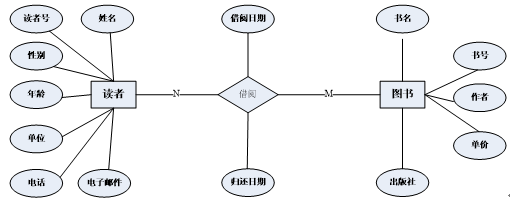 读者号
姓名
借阅日期
书名
性别
书号
年龄
读者
N
借阅
M
图书
作者
单位
单价
电话
电子邮件
归还日期
出版社